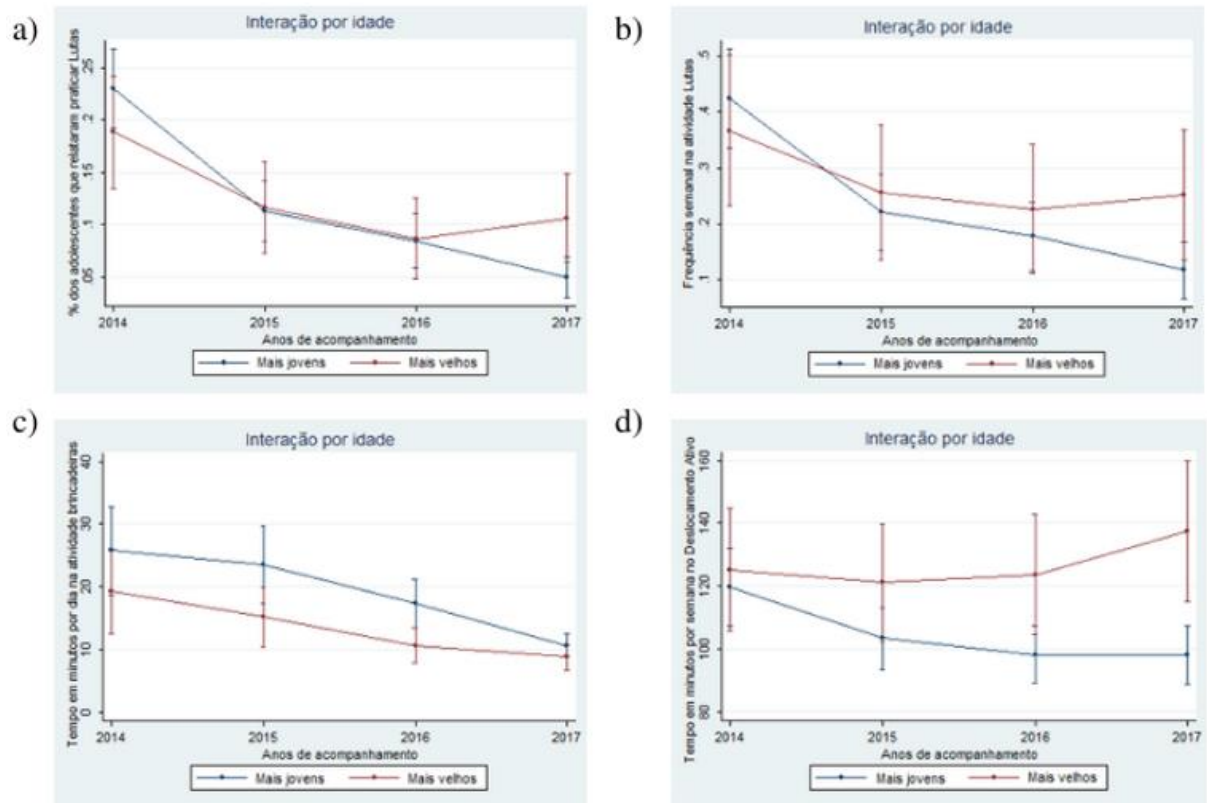 a)
Interação por idade
% dos adolescentes que relataram praticar Lutas
.25
.2
.15
.1
.05
2014 2015 2016 2017
Anos de acompanhamento
Mais jovens Mais velhos
b)
Interação por idade
Frequência semanal na atividade Lutas
.5
.4
.3
.2
.1
2014 2015 2016 2017
Anos de acompanhamento
Mais jovens Mais velhos
c)
Interação por idade
Tempo em minutos por dia na atividade brincadeiras
40
30
20
10
0
2014 2015 2016 2017
Anos de acompanhamento
Mais jovens Mais velhos
d)
Interação por idade
Tempo em minutos por semana no Deslocamento Ativo
160
140
120
100
80
2014 2015 2016 2017
Anos de acompanhamento
Mais jovens Mais velhos